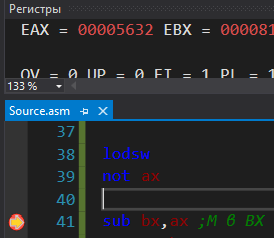 Регистры
EAX = 00005632 EBX = 000081
OV = 0 UP = 0 EI = 1 PL = 1
133 %
Source.asm
37
38 lodsw
39 not ax
40
41 sub bx,ax ;M в BX